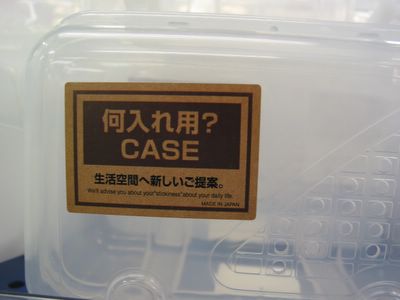 何入れ用?
CASE
生活空間へ新しいご提案。
We'll advise you about your"stickiness"about your daily life.
MADE IN JAPAN